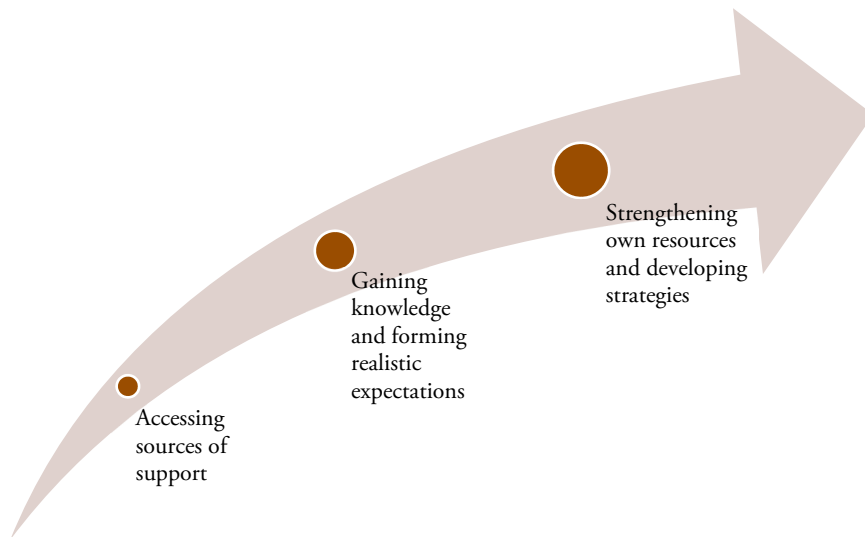 Accessing
sources of
support
Gaining
knowledge
and forming
realistic
expectations
Strengthening
own resources
and developing
strategies